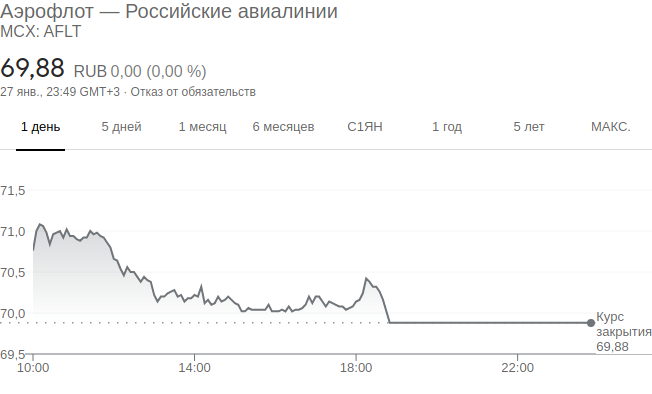 Аэрофлот — Российские авиалинии
MCX: AFLT
69,88 RUB 0,00 (0,00 %)
27 янв., 23:49 GMT+3 · Отказ от обязательств
1 день 5 дней 1 месяц 6 месяцев С1ЯН 1 год 5 лет МАКС.
71,5
71,0
70,5
70,0
Курс
закрытия
69,88
69,5
10:00 14:00 18:00 22:00